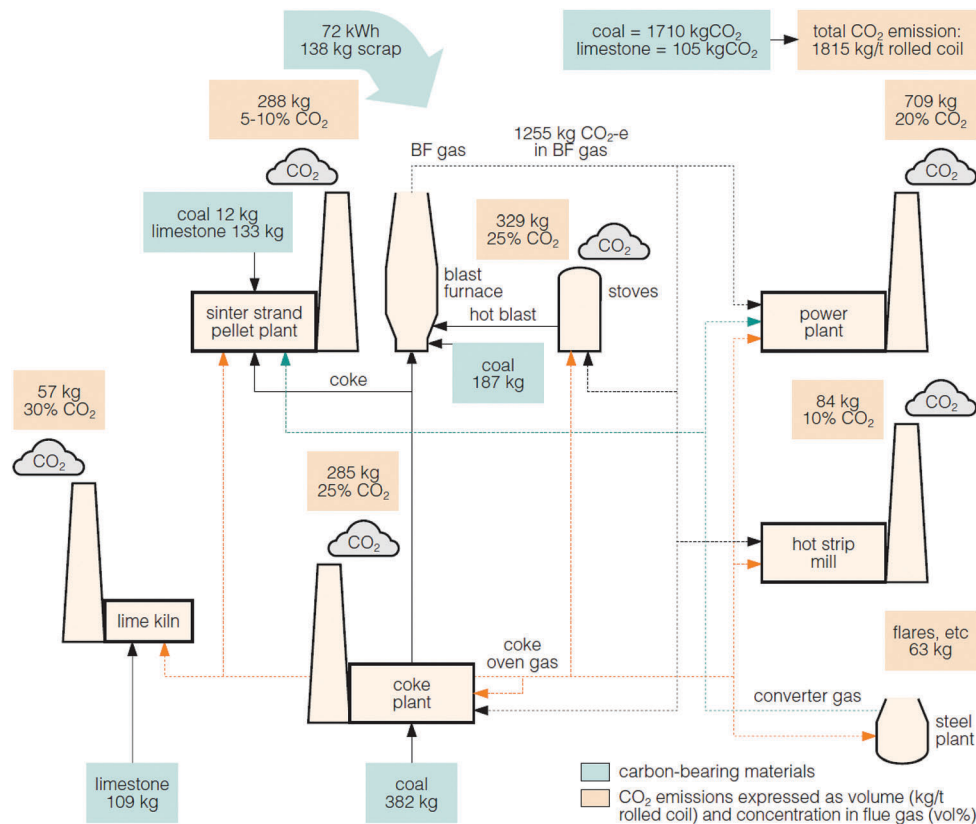 72 kWh
138 kg scrap
coal = 1710 kgCO₂
limestone = 105 kgCO₂
total CO₂ emission:
1815 kg/t rolled coil
288 kg
5-10% CO₂
709 kg
20% CO₂
BF gas
1255 kg CO₂-e
in BF gas
CO₂
CO₂
coal 12 kg
limestone 133 kg
329 kg
25% CO₂
CO₂
blast
furnace
stoves
sinter strand
pellet plant
hot blast
power
plant
coke
coal
187 kg
57 kg
30% CO₂
84 kg
10% CO₂
CO₂
CO₂
285 kg
25% CO₂
CO₂
hot strip
mill
lime kiln
coke
oven gas
flares, etc
63 kg
coke
plant
converter gas
steel
plant
limestone
109 kg
coal
382 kg
carbon-bearing materials
CO₂ emissions expressed as volume (kg/t
rolled coil) and concentration in flue gas (vol%)